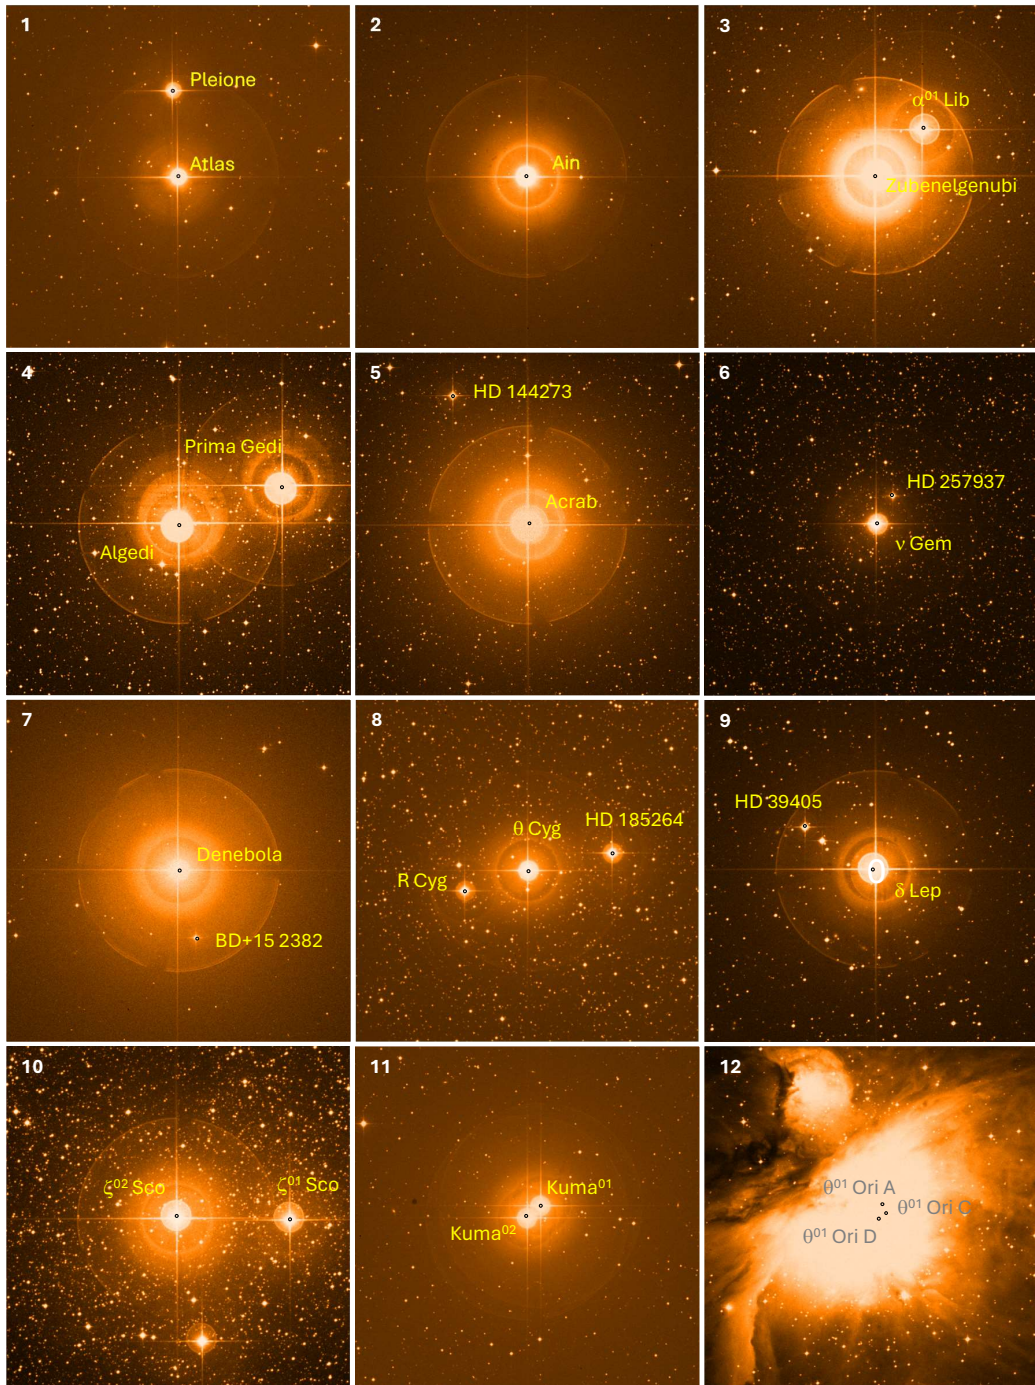 1
Pleione
Atlas
2
Ain
3
α⁰¹ Lib
Zubenelgenubi
4
Prima Gedi
Algedi
5
HD 144273
Acrab
6
HD 257937
ν Gem
7
Denebola
BD+15 2382
8
θ Cyg
HD 185264
R Cyg
9
HD 39405
δ Lep
10
ζ⁰² Sco
ζ⁰¹ Sco
11
Kuma⁰¹
Kuma⁰²
12
θ⁰¹ Ori A
θ⁰¹ Ori C
θ⁰¹ Ori D